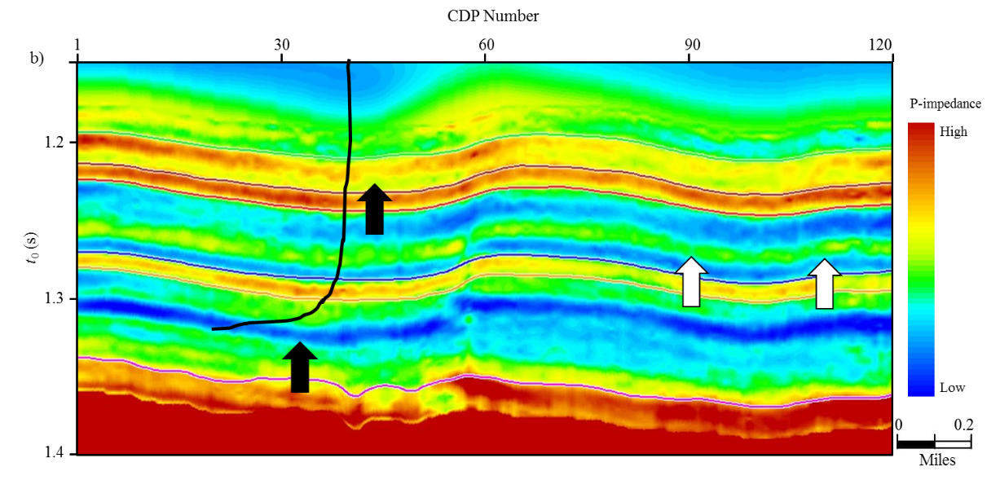 CDP Number
1 30 60 90 120
b)
P-impedance
High
1.2
t0 (s)
1.3
Low
0 0.2
1.4
Miles